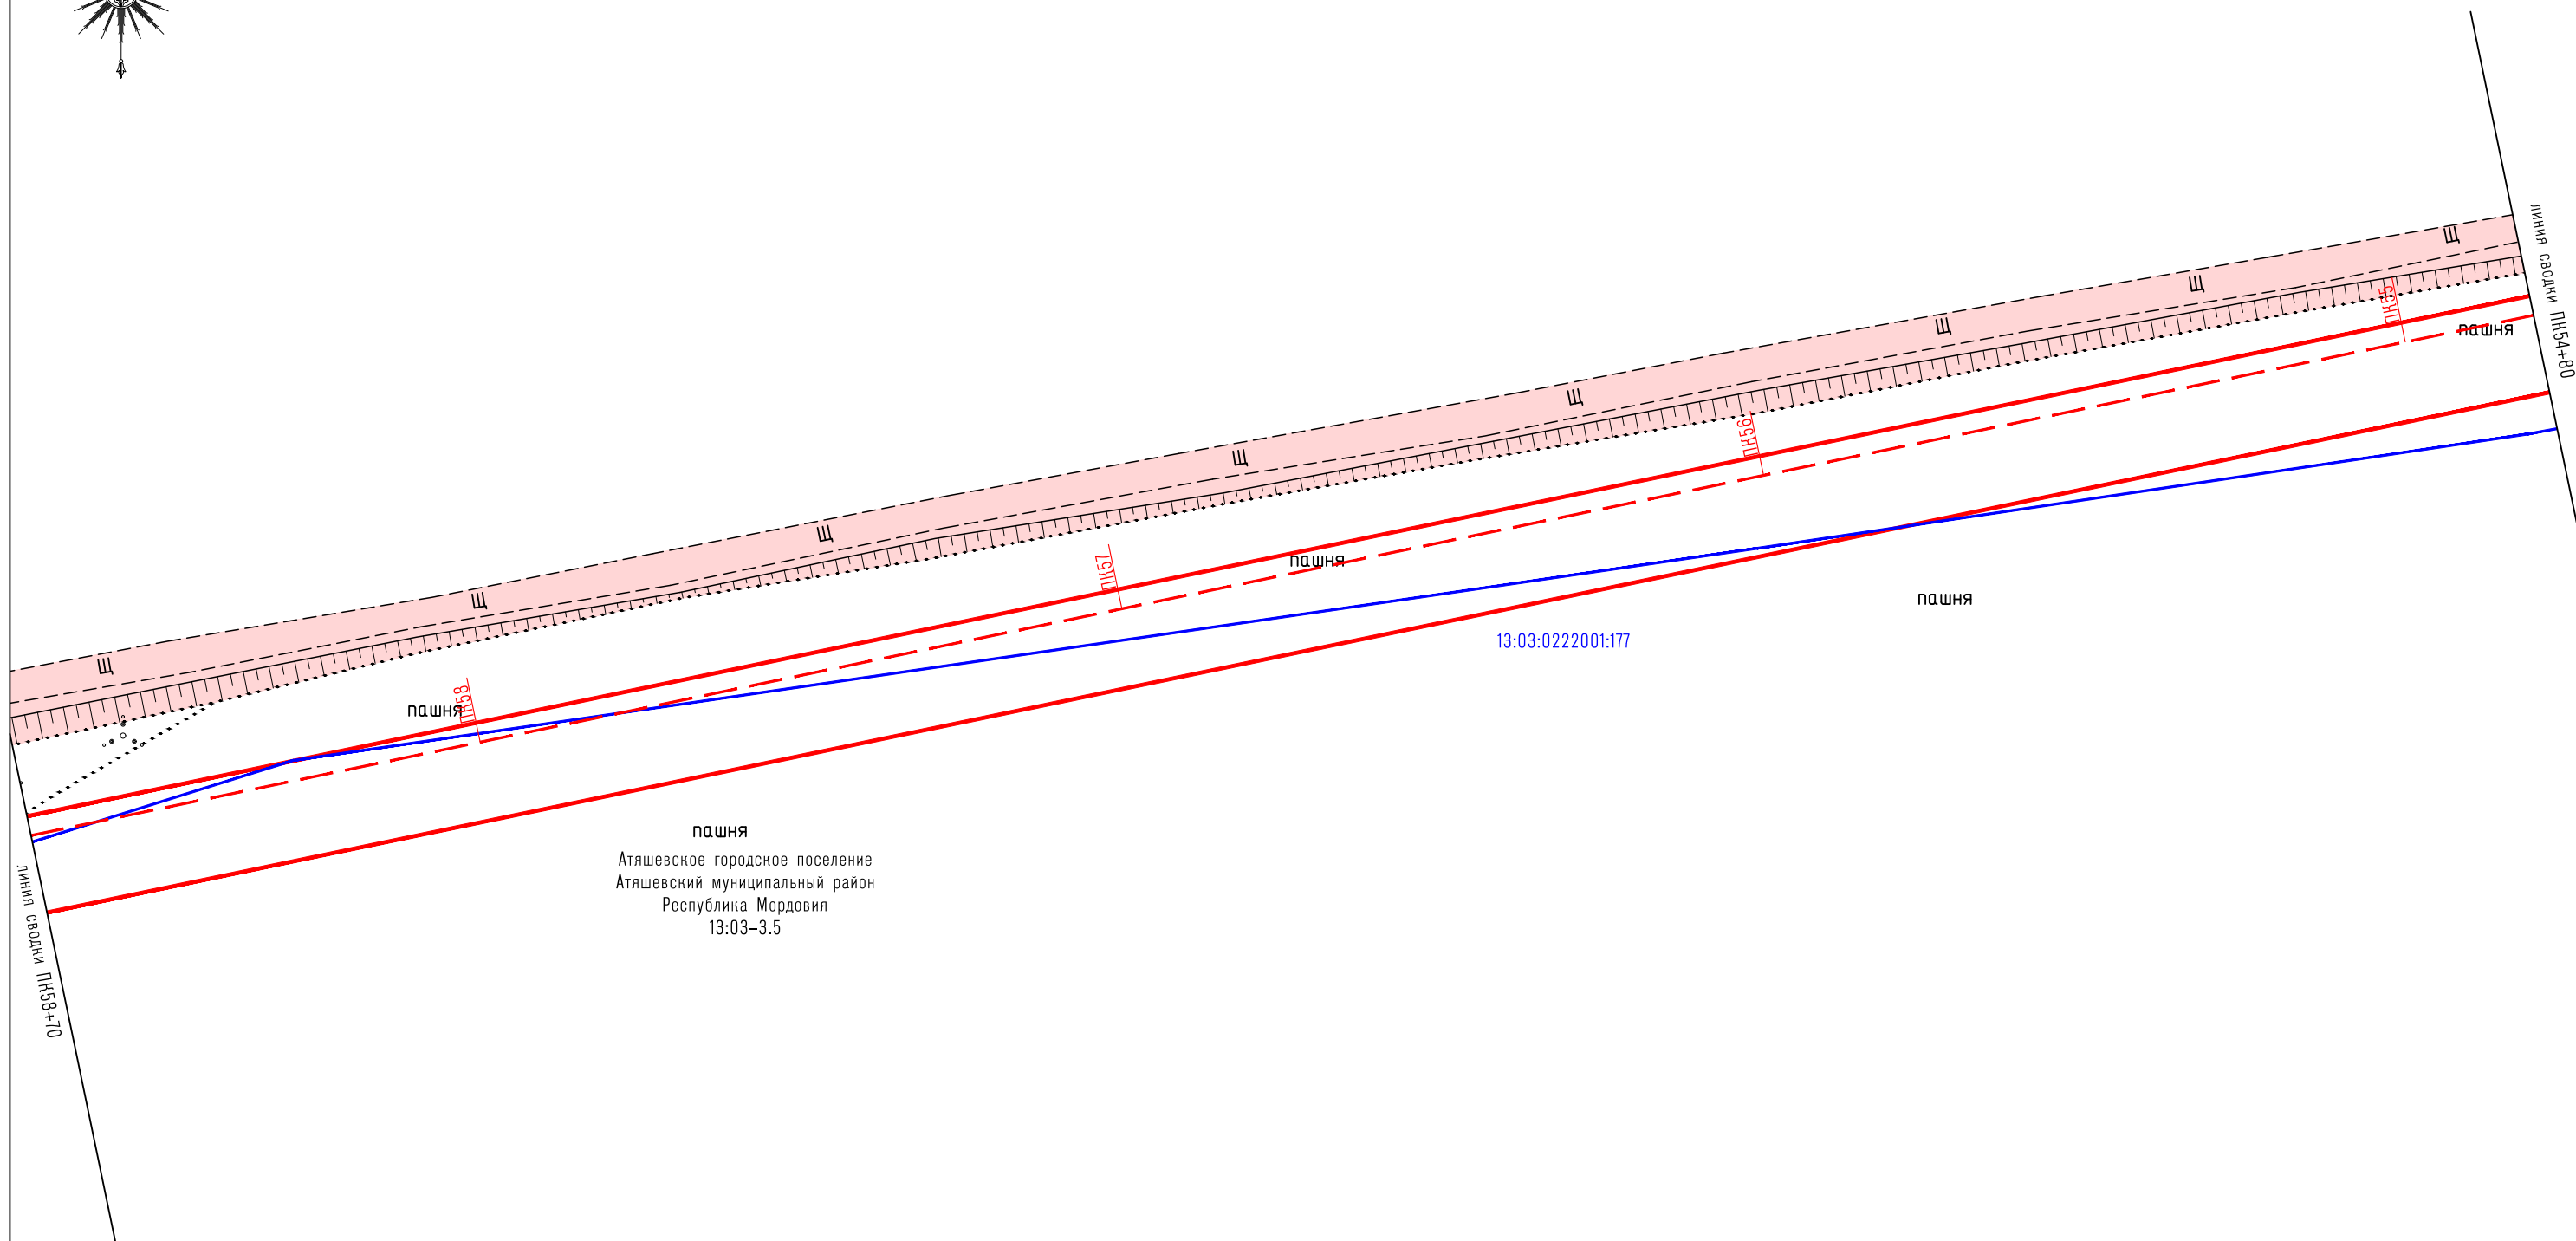 Щ
линия сводки ПК54+80
Щ
ПК55
пашня
Щ
Щ
ПК56
Щ
Щ
ПК57
пашня
Щ
пашня
13:03:0222001:177
Щ
ПК58
пашня
пашня
Атяшевское городское поселение
Атяшевский муниципальный район
Республика Мордовия
13:03-3.5
линия сводки ПК58+70